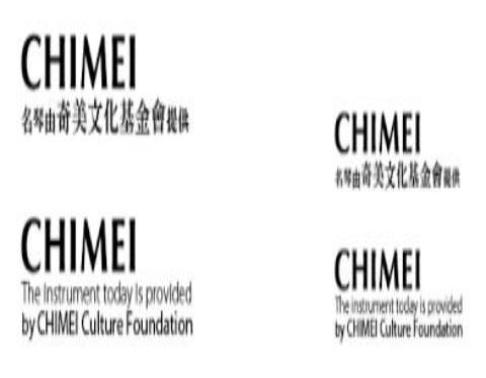 CHIMEI
名琴由奇美文化基金會提供
CHIMEI
名琴由奇美文化基金會提供
CHIMEI
The instrument today is provided
by CHIMEI Culture Foundation
CHIMEI
The instrument today is provided
by CHIMEI Culture Foundation